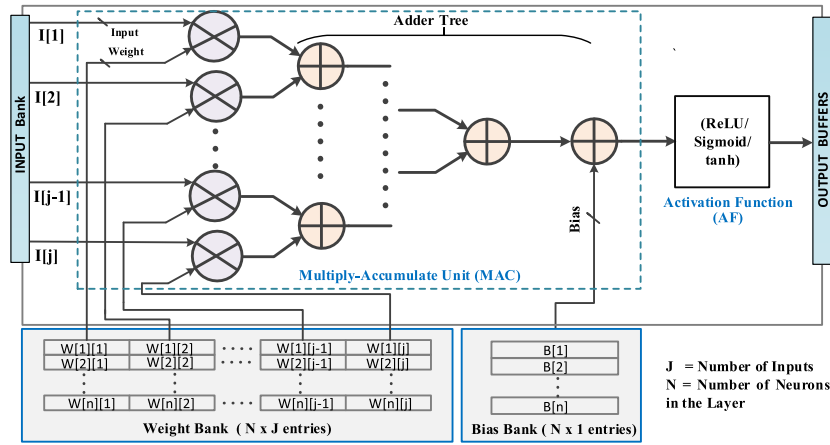 Adder Tree
I[1]
Input
Weight
I[2]
INPUT Bank
I[j-1]
I[j]
(ReLU/
Sigmoid/
tanh)
OUTPUT BUFFERS
Activation Function
(AF)
Bias
Multiply-Accumulate Unit (MAC)
W[1][1] W[1][2] W[1][j-1] W[1][j]
W[2][1] W[2][2] W[2][j-1] W[2][j]
W[n][1] W[n][2] W[n][j-1] W[n][j]
Weight Bank ( N x J entries)
B[1]
B[2]
B[n]
Bias Bank ( N x 1 entries)
J = Number of Inputs
N = Number of Neurons
in the Layer